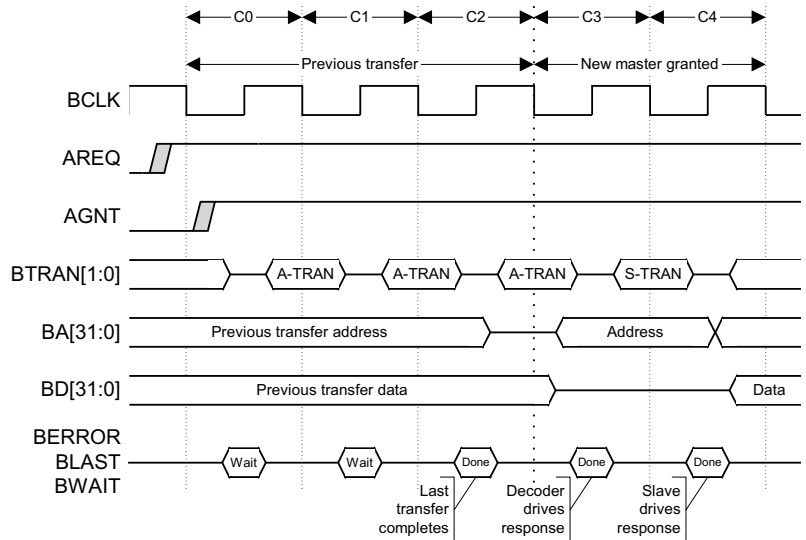 C0 C1 C2 C3 C4
Previous transfer New master granted
BCLK
AREQ
AGNT
BTRAN[1:0] A-TRAN A-TRAN A-TRAN S-TRAN
BA[31:0] Previous transfer address Address
BD[31:0] Previous transfer data Data
BERROR
BLAST Wait Wait Done Done Done
BWAIT
Last Decoder Slave
transfer drives drives
completes response response